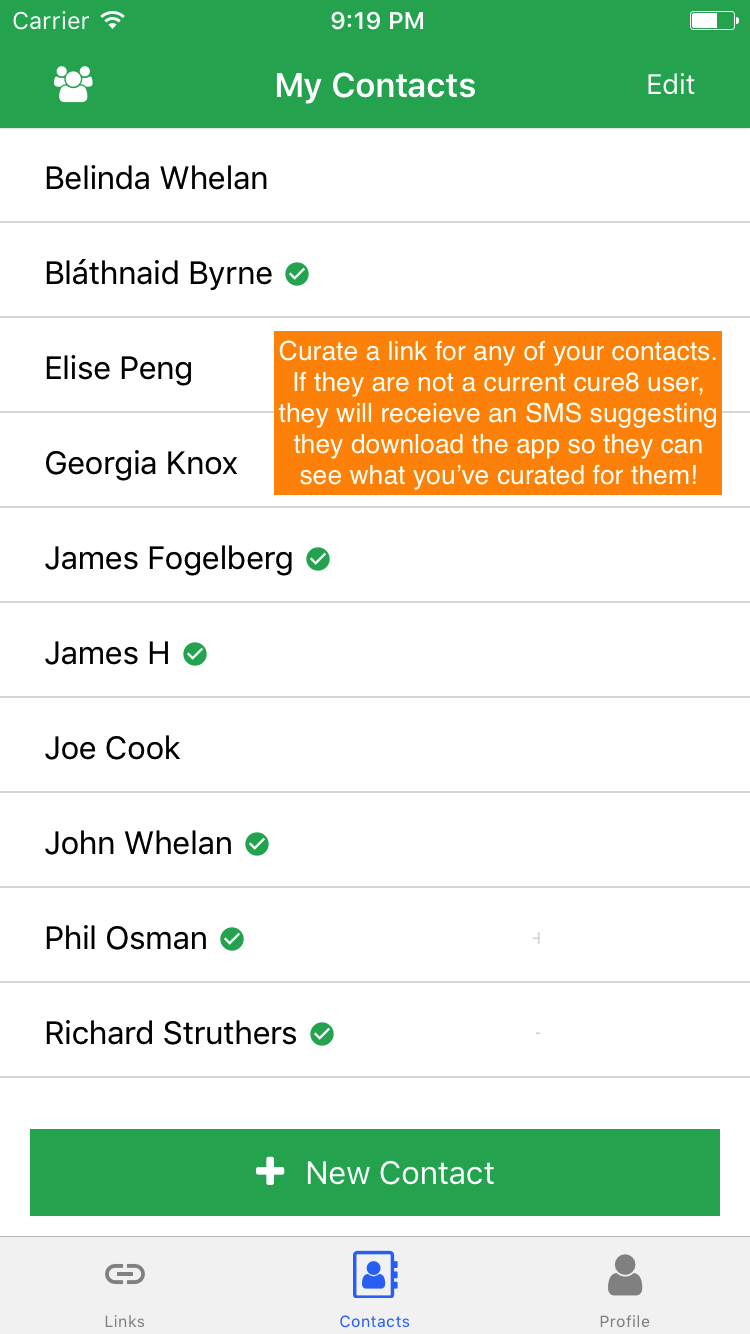 Carrier 9:19 PM
My Contacts Edit
Belinda Whelan
Bláthnaid Byrne
Elise Peng
Curate a link for any of your contacts.
If they are not a current cure8 user,
they will receieve an SMS suggesting
they download the app so they can
see what you’ve curated for them!
Georgia Knox
James Fogelberg
James H
Joe Cook
John Whelan
Phil Osman
Richard Struthers
New Contact
Links Contacts Profile